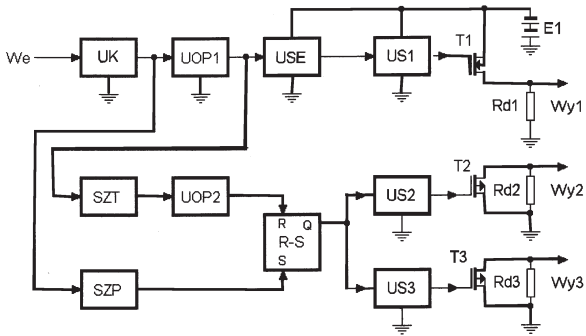 We
UK
UOP1
USE
US1
T1
E1
Rd1
Wy1
SZT
UOP2
R Q
R-S
S
US2
T2
Rd2
Wy2
SZP
US3
T3
Rd3
Wy3